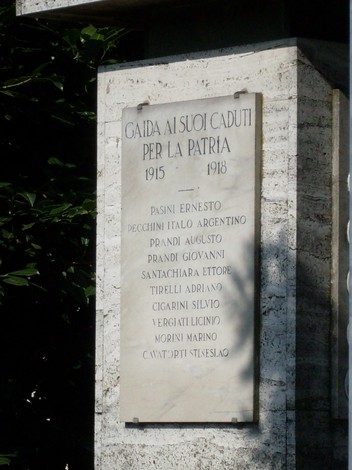 GAIDA AI SUOI CADUTI
PER LA PATRIA
1915 1918
PASINI ERNESTO
PECCHINI ITALO ARGENTINO
PRANDI AUGUSTO
PRANDI GIOVANNI
SANTACHIARA ETTORE
TIRELLI ADRIANO
CIGARINI SILVIO
VERGIATI LICINIO
MORINI MARINO
CAVATORTI